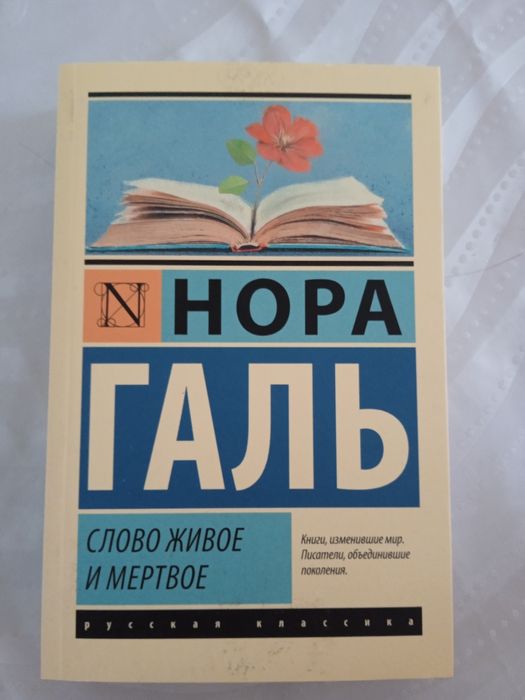 N
НОРА
ГАЛЬ
СЛОВО ЖИВОЕ
И МЕРТВОЕ
Книги, изменившие мир.
Писатели, объединившие
поколения.
русская классика